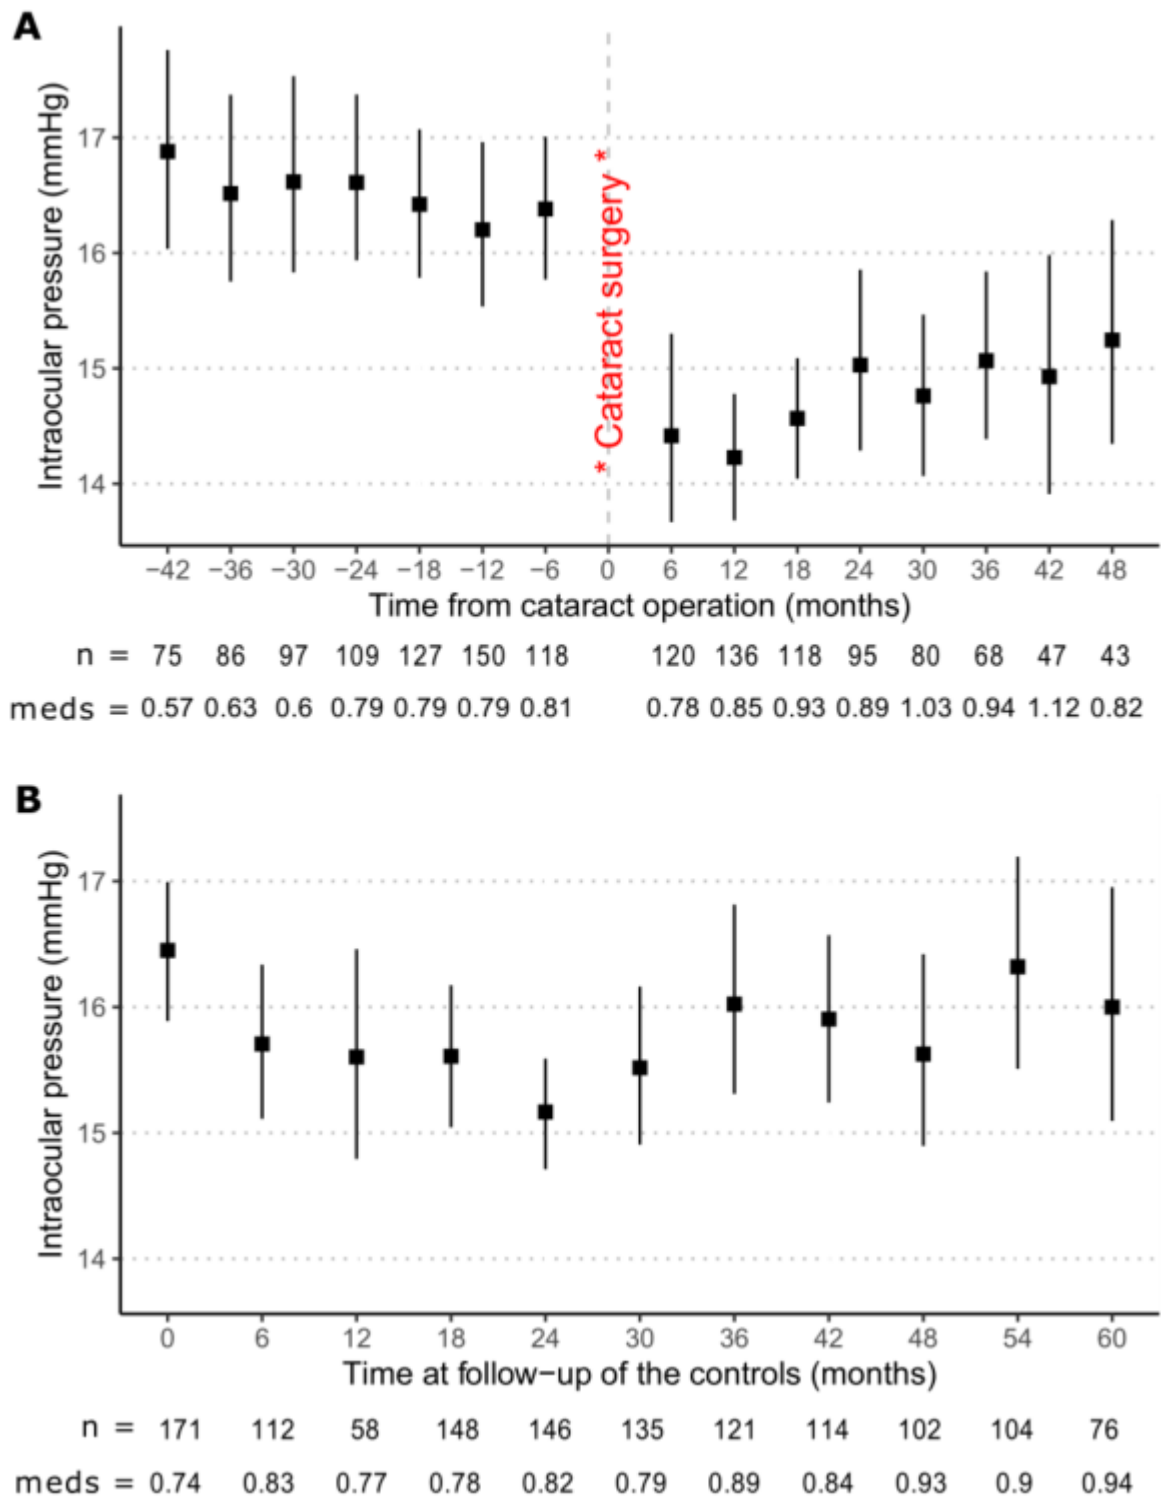 A
Intraocular pressure (mmHg)
17
16
15
14
* Cataract surgery *
−42 −36 −30 −24 −18 −12 −6 0 6 12 18 24 30 36 42 48
Time from cataract operation (months)
n = 75 86 97 109 127 150 118 120 136 118 95 80 68 47 43
meds = 0.57 0.63 0.6 0.79 0.79 0.79 0.81 0.78 0.85 0.93 0.89 1.03 0.94 1.12 0.82
B
Intraocular pressure (mmHg)
17
16
15
14
0 6 12 18 24 30 36 42 48 54 60
Time at follow−up of the controls (months)
n = 171 112 58 148 146 135 121 114 102 104 76
meds = 0.74 0.83 0.77 0.78 0.82 0.79 0.89 0.84 0.93 0.9 0.94